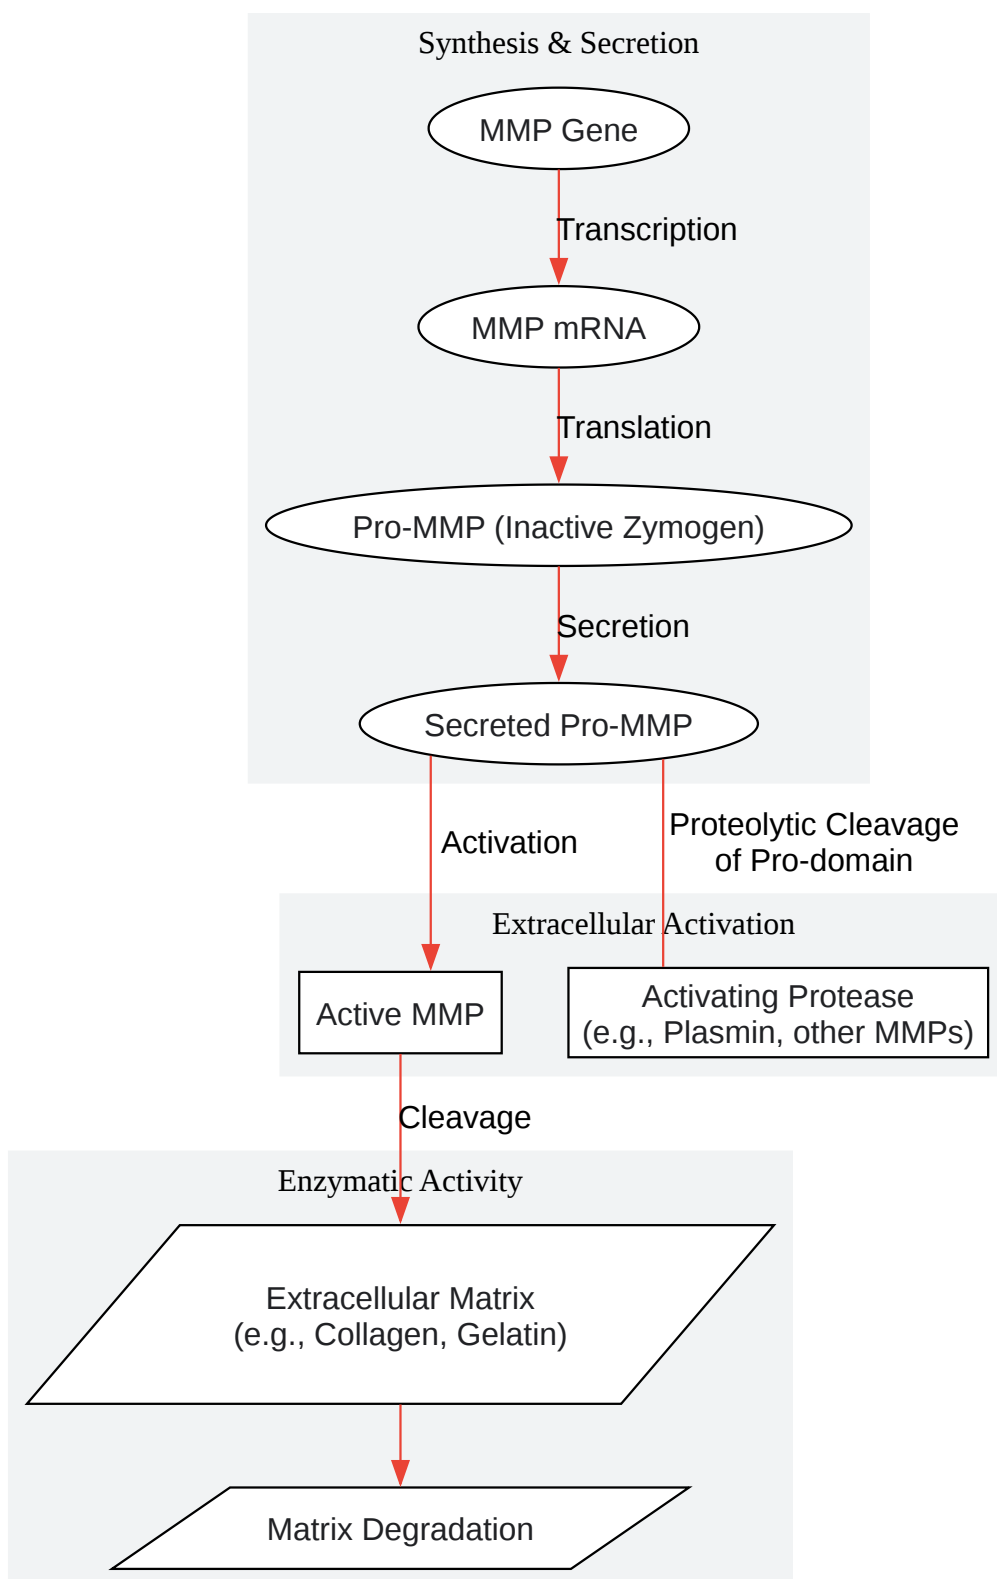 Synthesis & Secretion
MMP Gene
Transcription
MMP mRNA
Translation
Pro-MMP (Inactive Zymogen)
Secretion
Secreted Pro-MMP
Activation
Proteolytic Cleavage
of Pro-domain
Extracellular Activation
Active MMP
Activating Protease
(e.g., Plasmin, other MMPs)
Cleavage
Enzymatic Activity
Extracellular Matrix
(e.g., Collagen, Gelatin)
Matrix Degradation